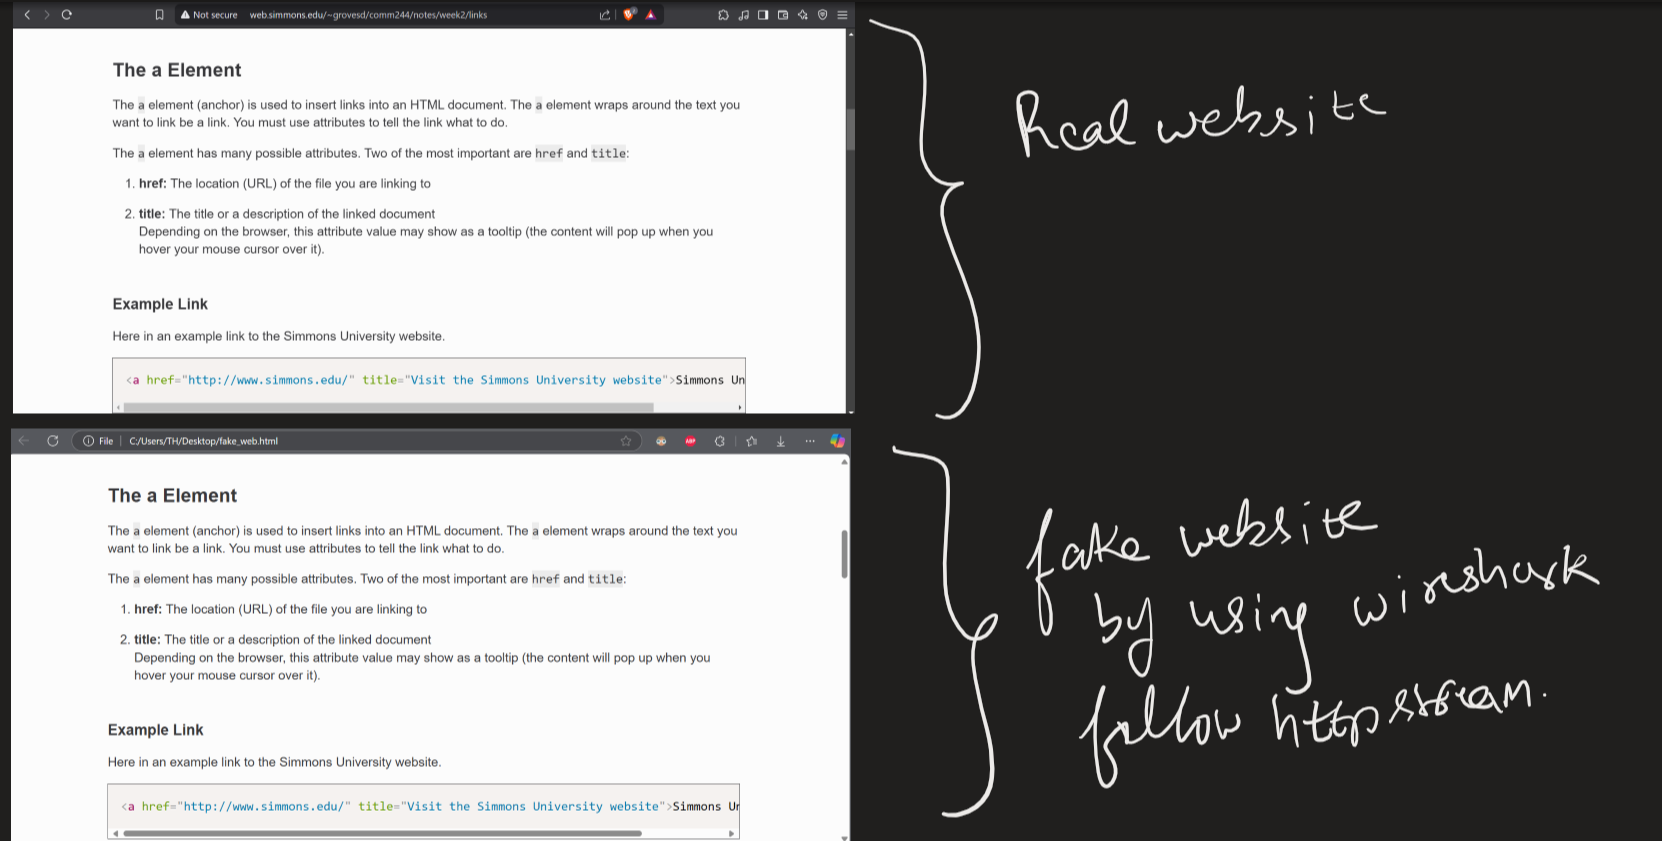 Not secure web.simmons.edu/~grovesd/comm244/notes/week2/links
The a Element
The a element (anchor) is used to insert links into an HTML document. The a element wraps around the text you
want to link be a link. You must use attributes to tell the link what to do.
The a element has many possible attributes. Two of the most important are href and title:
1. href: The location (URL) of the file you are linking to
2. title: The title or a description of the linked document
Depending on the browser, this attribute value may show as a tooltip (the content will pop up when you
hover your mouse cursor over it).
Example Link
Here in an example link to the Simmons University website.
<a href="http://www.simmons.edu/" title="Visit the Simmons University website">Simmons Un
Real website
File C:/Users/TH/Desktop/fake_web.html
ABP
The a Element
The a element (anchor) is used to insert links into an HTML document. The a element wraps around the text you
want to link be a link. You must use attributes to tell the link what to do.
The a element has many possible attributes. Two of the most important are href and title:
1. href: The location (URL) of the file you are linking to
2. title: The title or a description of the linked document
Depending on the browser, this attribute value may show as a tooltip (the content will pop up when you
hover your mouse cursor over it).
Example Link
Here in an example link to the Simmons University website.
<a href="http://www.simmons.edu/" title="Visit the Simmons University website">Simmons Un
fake website
by using wireshark
follow http stream.